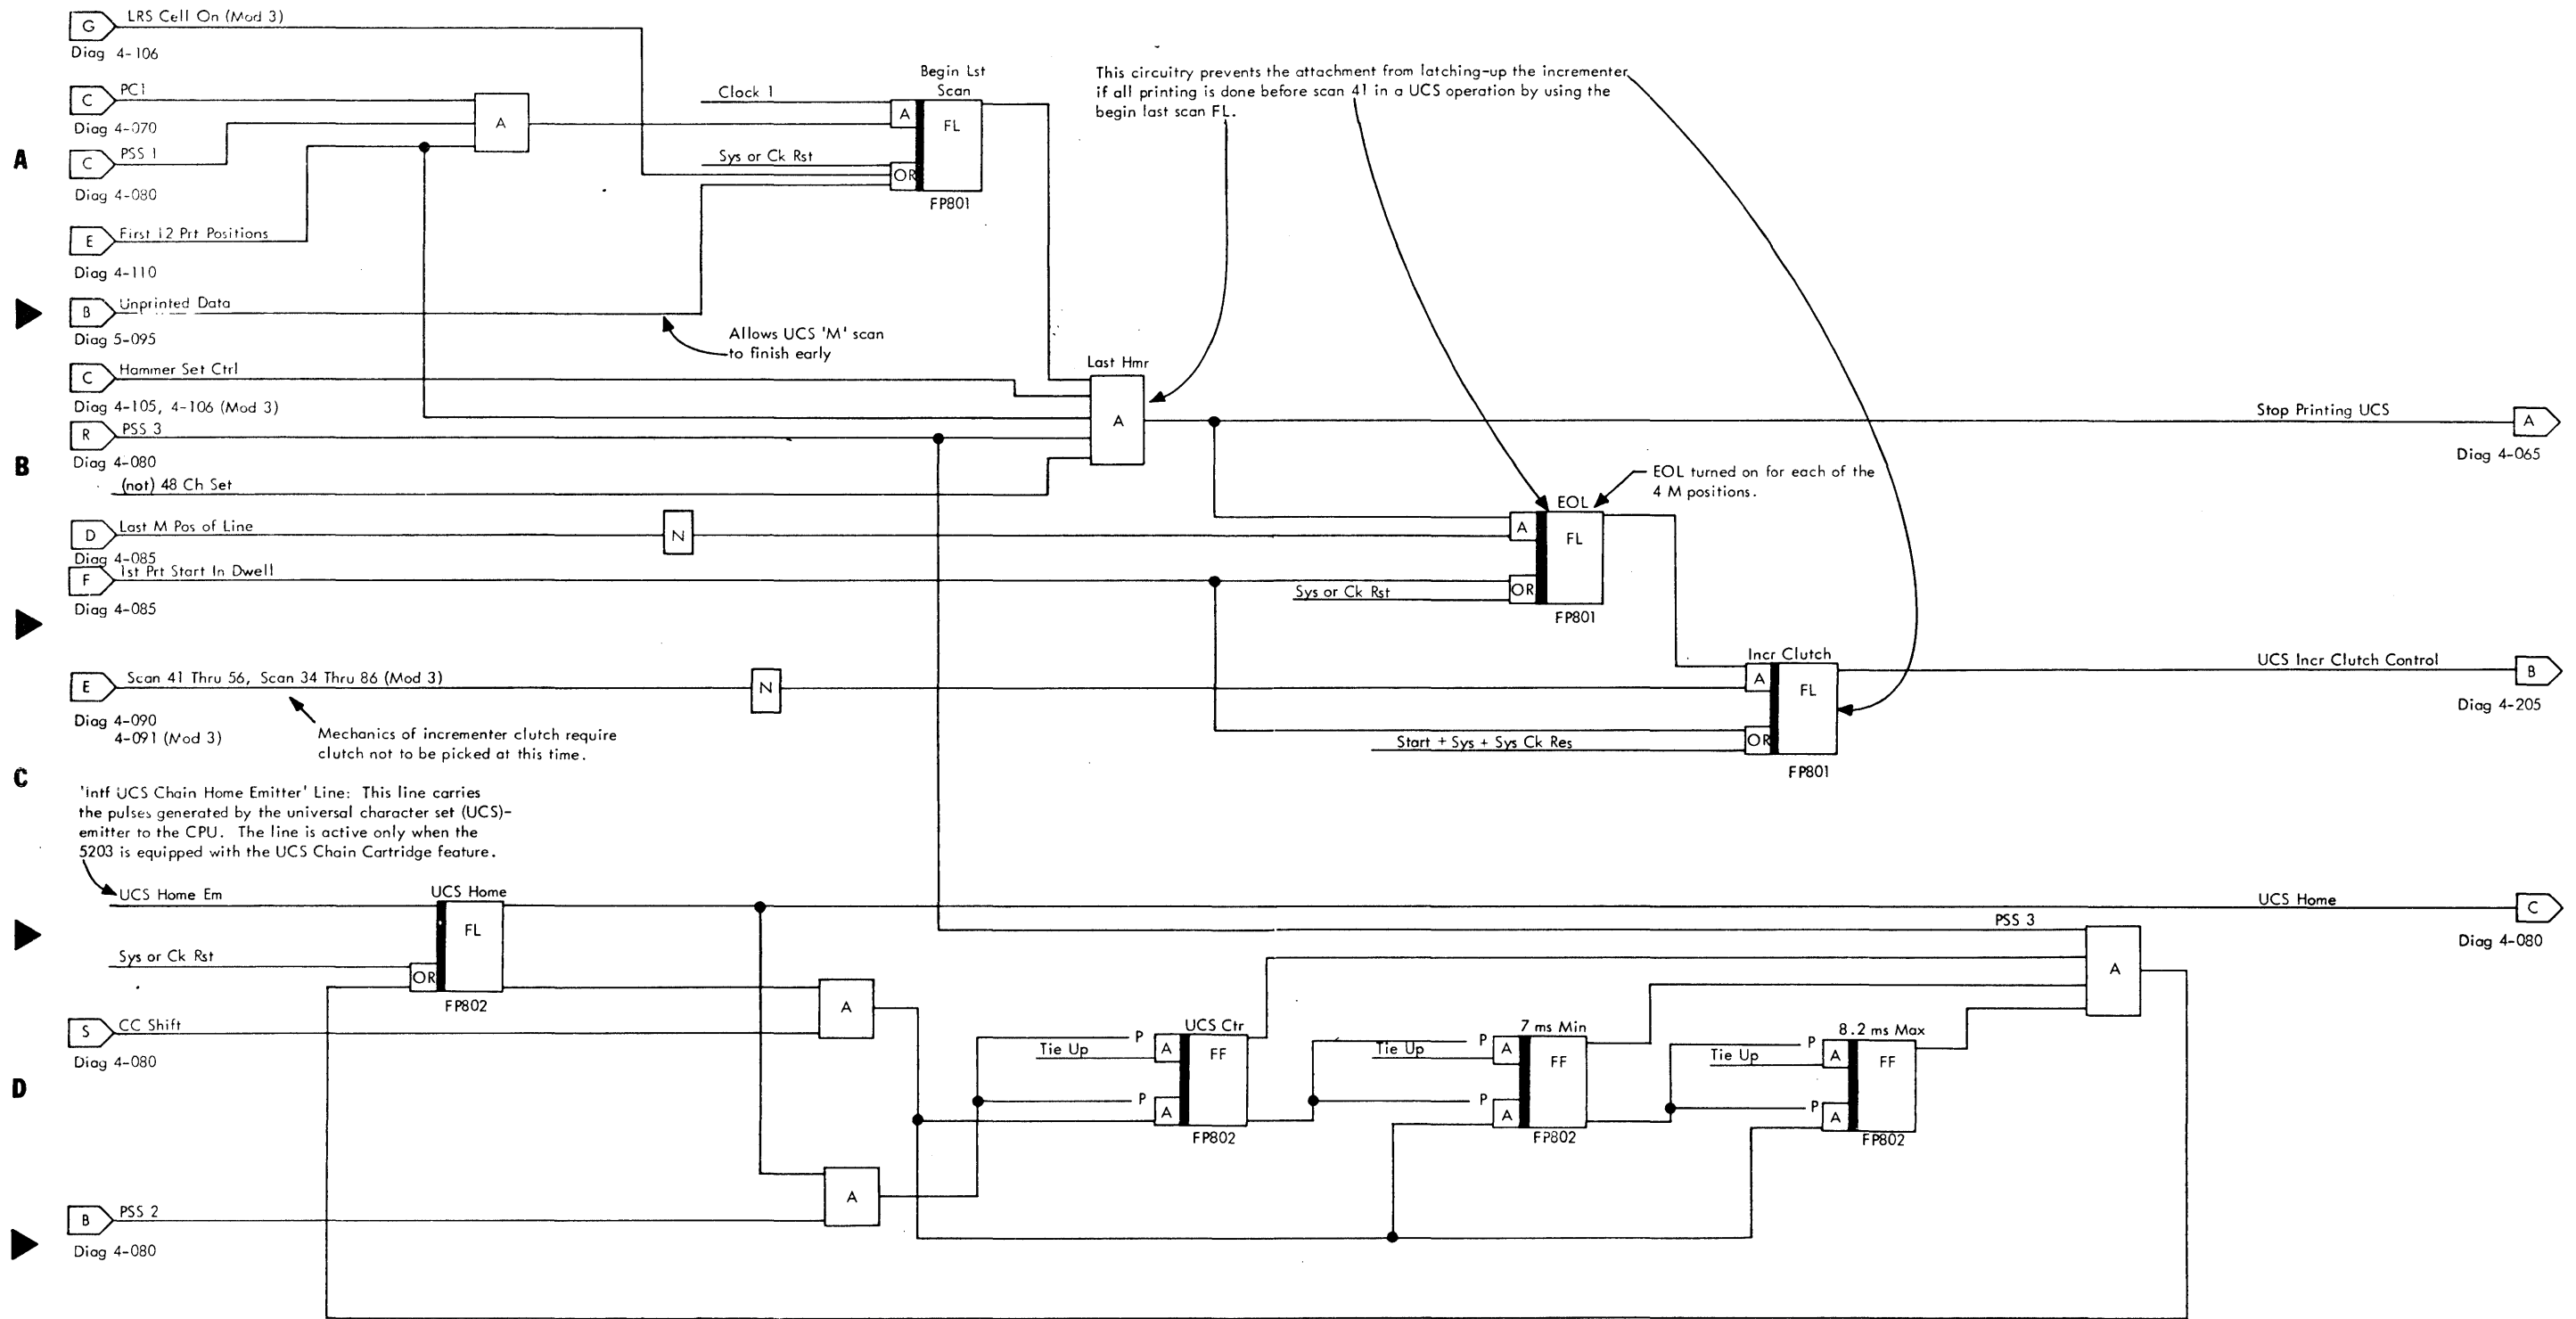 G LRS Cell On (Mod 3)
Diag 4-106
C PC1
Diag 4-070
C PSS 1
Diag 4-080
E First 12 Prt Positions
Diag 4-110
B Unprinted Data
Diag 5-095
Allows UCS 'M' scan
to finish early
A
A
Clock 1
Sys or Ck Rst
Begin Lst
Scan
A
FL
OR
FP801
This circuitry prevents the attachment from latching-up the incrementer
if all printing is done before scan 41 in a UCS operation by using the
begin last scan FL.
C Hammer Set Ctrl
Diag 4-105, 4-106 (Mod 3)
R PSS 3
Diag 4-080
(not) 48 Ch Set
B
Last Hmr
A
Stop Printing UCS A
Diag 4-065
D Last M Pos of Line
Diag 4-085
N
F 1st Prt Start In Dwell
Diag 4-085
Sys or Ck Rst
EOL
A
FL
OR
FP801
EOL turned on for each of the
4 M positions.
E Scan 41 Thru 56, Scan 34 Thru 86 (Mod 3)
Diag 4-090
4-091 (Mod 3)
N
Mechanics of incrementer clutch require
clutch not to be picked at this time.
Start + Sys + Sys Ck Res
Incr Clutch
A
FL
OR
FP801
UCS Incr Clutch Control B
Diag 4-205
C
'Intf UCS Chain Home Emitter' Line: This line carries
the pulses generated by the universal character set (UCS)-
emitter to the CPU. The line is active only when the
5203 is equipped with the UCS Chain Cartridge feature.
UCS Home Em
Sys or Ck Rst
UCS Home
FL
OR
FP802
UCS Home C
Diag 4-080
PSS 3
A
S CC Shift
Diag 4-080
A
D
Tie Up
P
A
P
A
UCS Ctr
FF
FP802
Tie Up
P
A
P
A
7 ms Min
FF
FP802
Tie Up
P
A
P
A
8.2 ms Max
FF
FP802
B PSS 2
Diag 4-080
A